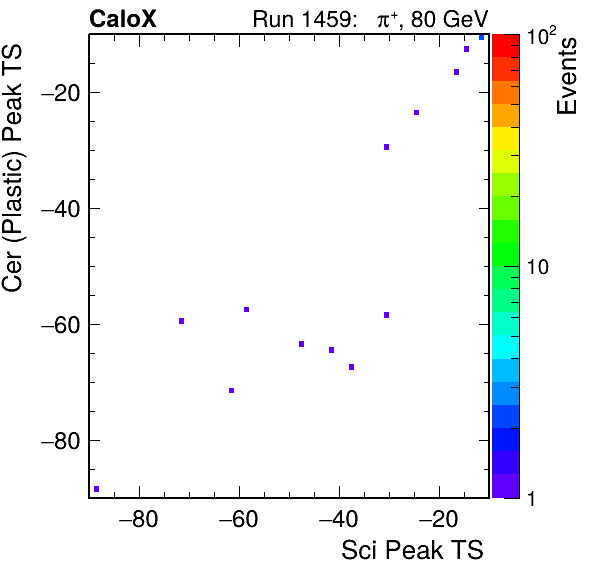 CaloX Run 1459: π⁺, 80 GeV
Cer (Plastic) Peak TS
−20
−40
−60
−80
−80 −60 −40 −20
Sci Peak TS
10²
10
1
Events